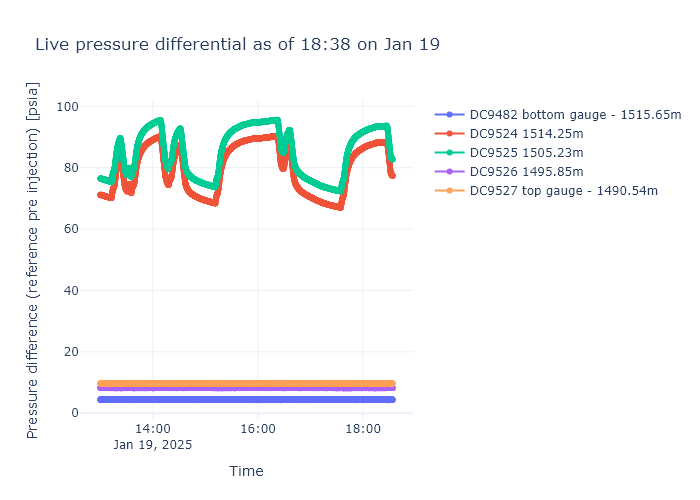 Live pressure differential as of 18:38 on Jan 19
Pressure difference (reference pre injection) [psia]
100
80
60
40
20
0
14:00
Jan 19, 2025
16:00
18:00
Time
DC9482 bottom gauge - 1515.65m
DC9524 1514.25m
DC9525 1505.23m
DC9526 1495.85m
DC9527 top gauge - 1490.54m